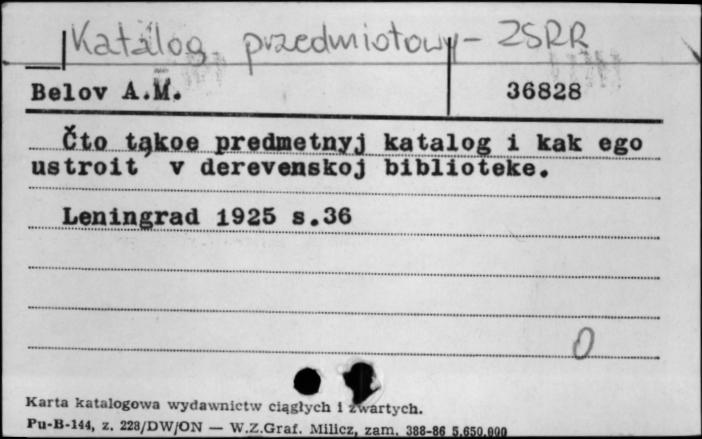 Katalog przedmiotowy - ZSRR
Belov A.M. 36828
Čto takoe predmetnyj katalog i kak ego
ustroit' v derevenskoj biblioteke.
Leningrad 1925 s.36
0
Karta katalogowa wydawnictw ciągłych i zwartych.
Pu-B-144, z. 228/DW/ON — W.Z.Graf. Milicz, zam. 388-86 5.650.000